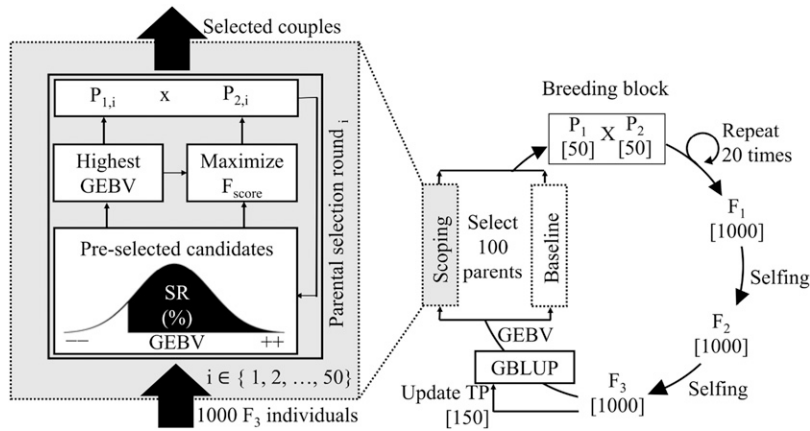 Selected couples
P1,i x P2,i
Highest
GEBV
Maximize
Fscore
Pre-selected candidates
SR
(%)
−− GEBV ++
Parental selection round i
i ∈ { 1, 2, …, 50}
1000 F3 individuals
Breeding block
P1 X P2
[50] [50]
Repeat
20 times
F1
[1000]
Selfing
F2
[1000]
Selfing
F3
[1000]
Update TP
[150]
GBLUP
GEBV
Scoping
Select
100
parents
Baseline